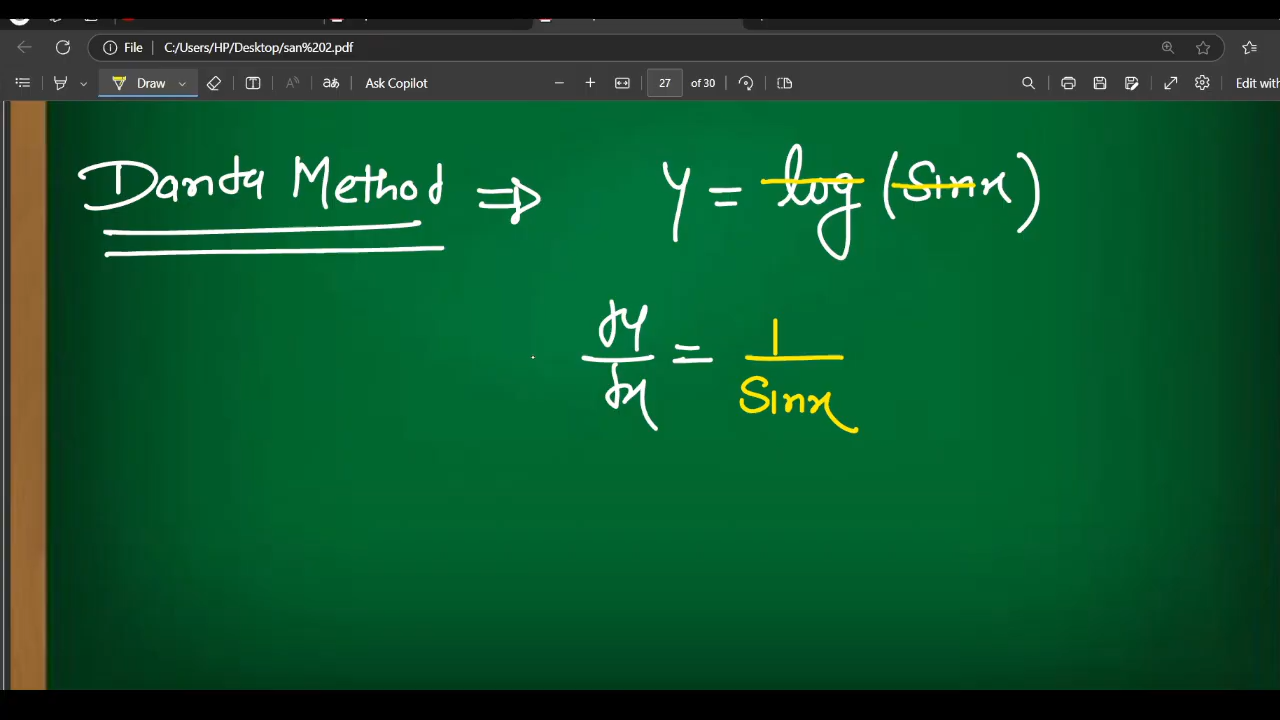 File C:/Users/HP/Desktop/san%202.pdf
Draw Ask Copilot 27 of 30 Edit with
Danda Method ⇒ y = log (Sinx)
dy/dx = 1/Sinx